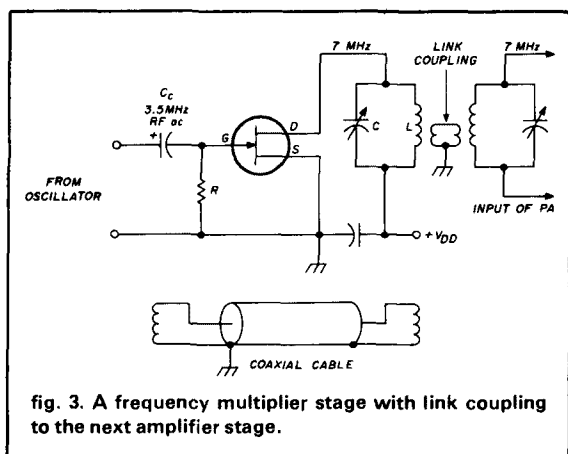 7 MHz
LINK
COUPLING
7 MHz
Cc
3.5MHz
RF ac
+
G
D
S
C
L
FROM
OSCILLATOR
R
INPUT OF PA
+VDD
COAXIAL CABLE
fig. 3. A frequency multiplier stage with link coupling
to the next amplifier stage.